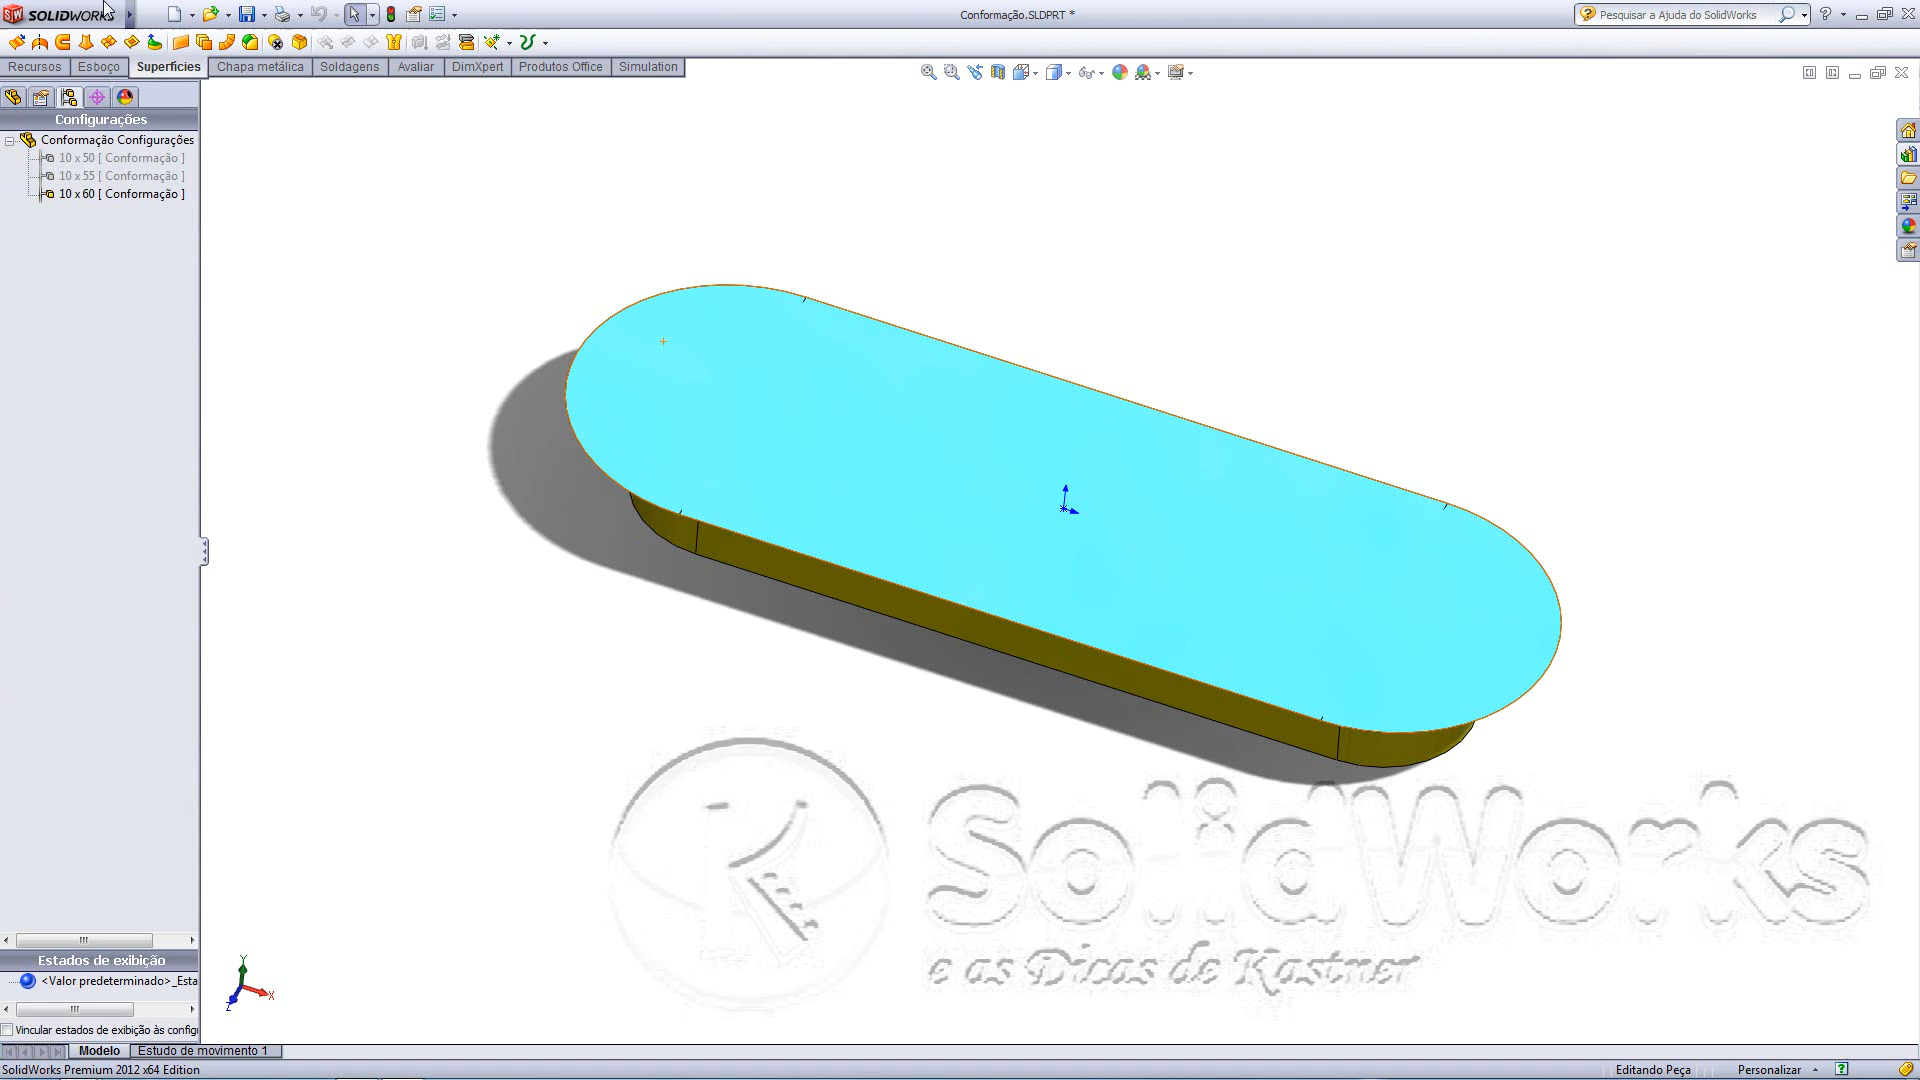 SW SOLIDWORKS
Conformação.SLDPRT *
Pesquisar a Ajuda do SolidWorks
Recursos
Esboço
Superfícies
Chapa metálica
Soldagens
Avaliar
DimXpert
Produtos Office
Simulation
Configurações
Conformação Configurações
10 x 50 [ Conformação ]
10 x 55 [ Conformação ]
10 x 60 [ Conformação ]
SolidWorks
e as Dicas de Kastner
Estados de exibição
<Valor predeterminado>_Esta
Y
X
Z
Vincular estados de exibição às config
Modelo
Estudo de movimento 1
SolidWorks Premium 2012 x64 Edition
Editando Peça
Personalizar